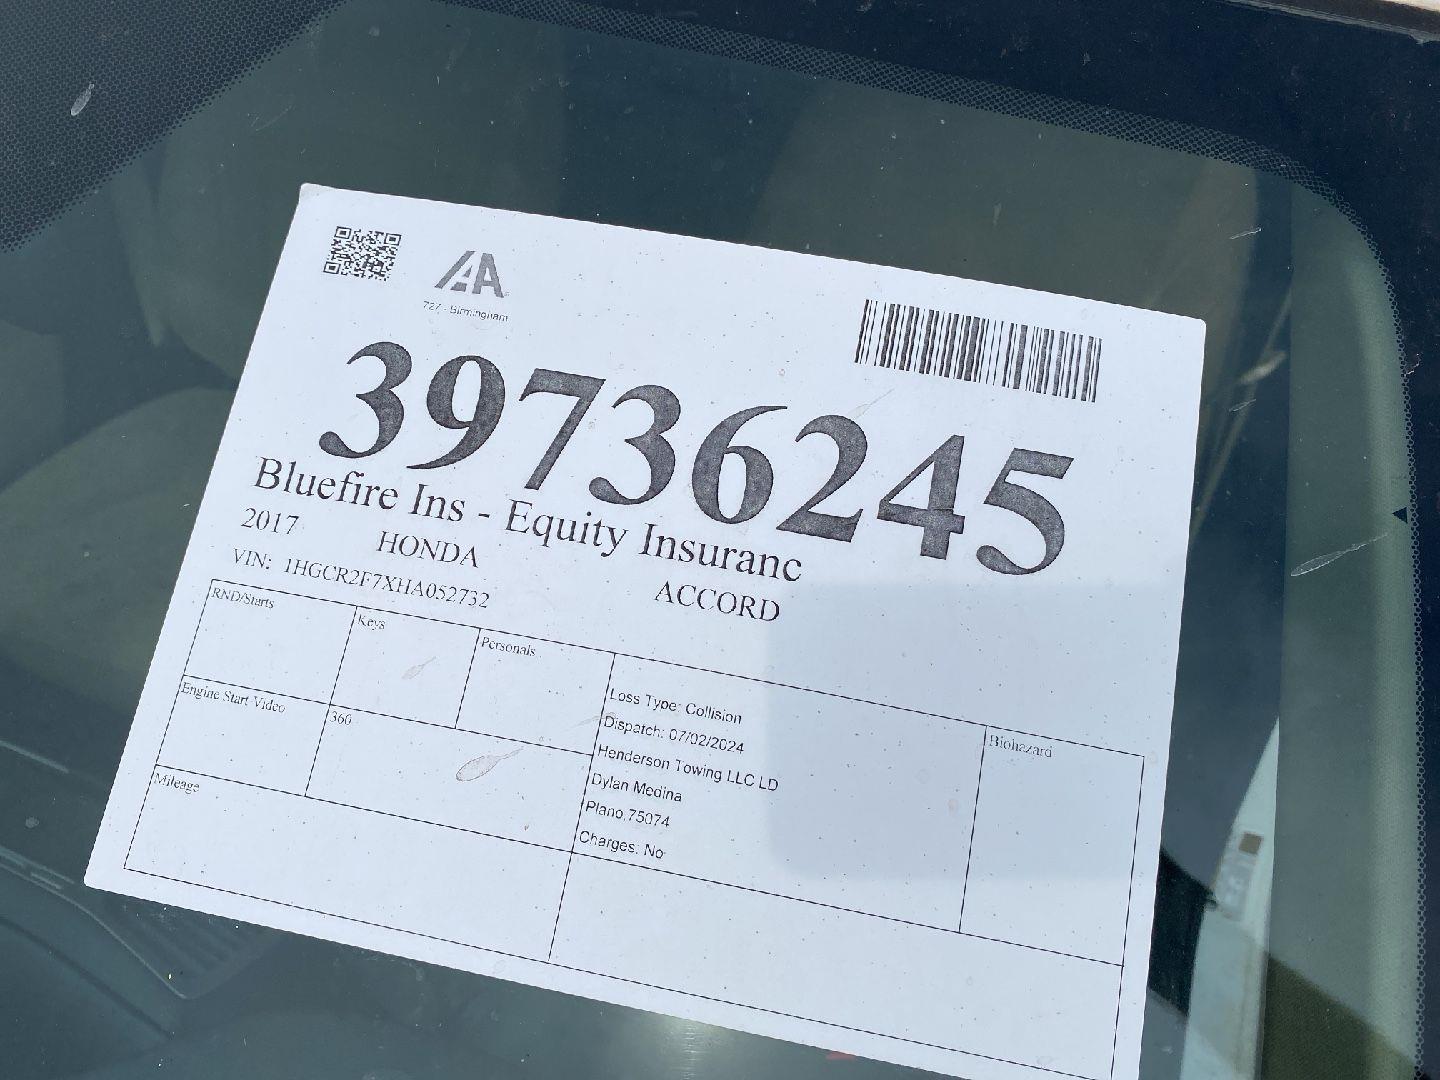 IAA
727 - Birmingham
39736245
Bluefire Ins - Equity Insuranc
2017 HONDA ACCORD
VIN: 1HGCR2F7XHA052732
RND/Starts
Keys
Personals
Engine Start Video
360
Mileage
Loss Type: Collision
Dispatch: 07/02/2024
Henderson Towing LLC LD
Dylan Medina
Plano,75074
Charges: No
Biohazard